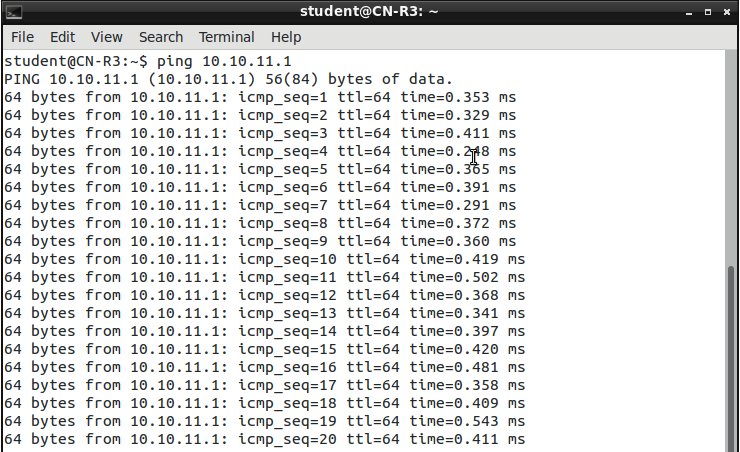 student@CN-R3: ~
File Edit View Search Terminal Help
student@CN-R3:~$ ping 10.10.11.1
PING 10.10.11.1 (10.10.11.1) 56(84) bytes of data.
64 bytes from 10.10.11.1: icmp_seq=1 ttl=64 time=0.353 ms
64 bytes from 10.10.11.1: icmp_seq=2 ttl=64 time=0.329 ms
64 bytes from 10.10.11.1: icmp_seq=3 ttl=64 time=0.411 ms
64 bytes from 10.10.11.1: icmp_seq=4 ttl=64 time=0.248 ms
64 bytes from 10.10.11.1: icmp_seq=5 ttl=64 time=0.365 ms
64 bytes from 10.10.11.1: icmp_seq=6 ttl=64 time=0.391 ms
64 bytes from 10.10.11.1: icmp_seq=7 ttl=64 time=0.291 ms
64 bytes from 10.10.11.1: icmp_seq=8 ttl=64 time=0.372 ms
64 bytes from 10.10.11.1: icmp_seq=9 ttl=64 time=0.360 ms
64 bytes from 10.10.11.1: icmp_seq=10 ttl=64 time=0.419 ms
64 bytes from 10.10.11.1: icmp_seq=11 ttl=64 time=0.502 ms
64 bytes from 10.10.11.1: icmp_seq=12 ttl=64 time=0.368 ms
64 bytes from 10.10.11.1: icmp_seq=13 ttl=64 time=0.341 ms
64 bytes from 10.10.11.1: icmp_seq=14 ttl=64 time=0.397 ms
64 bytes from 10.10.11.1: icmp_seq=15 ttl=64 time=0.420 ms
64 bytes from 10.10.11.1: icmp_seq=16 ttl=64 time=0.481 ms
64 bytes from 10.10.11.1: icmp_seq=17 ttl=64 time=0.358 ms
64 bytes from 10.10.11.1: icmp_seq=18 ttl=64 time=0.409 ms
64 bytes from 10.10.11.1: icmp_seq=19 ttl=64 time=0.543 ms
64 bytes from 10.10.11.1: icmp_seq=20 ttl=64 time=0.411 ms